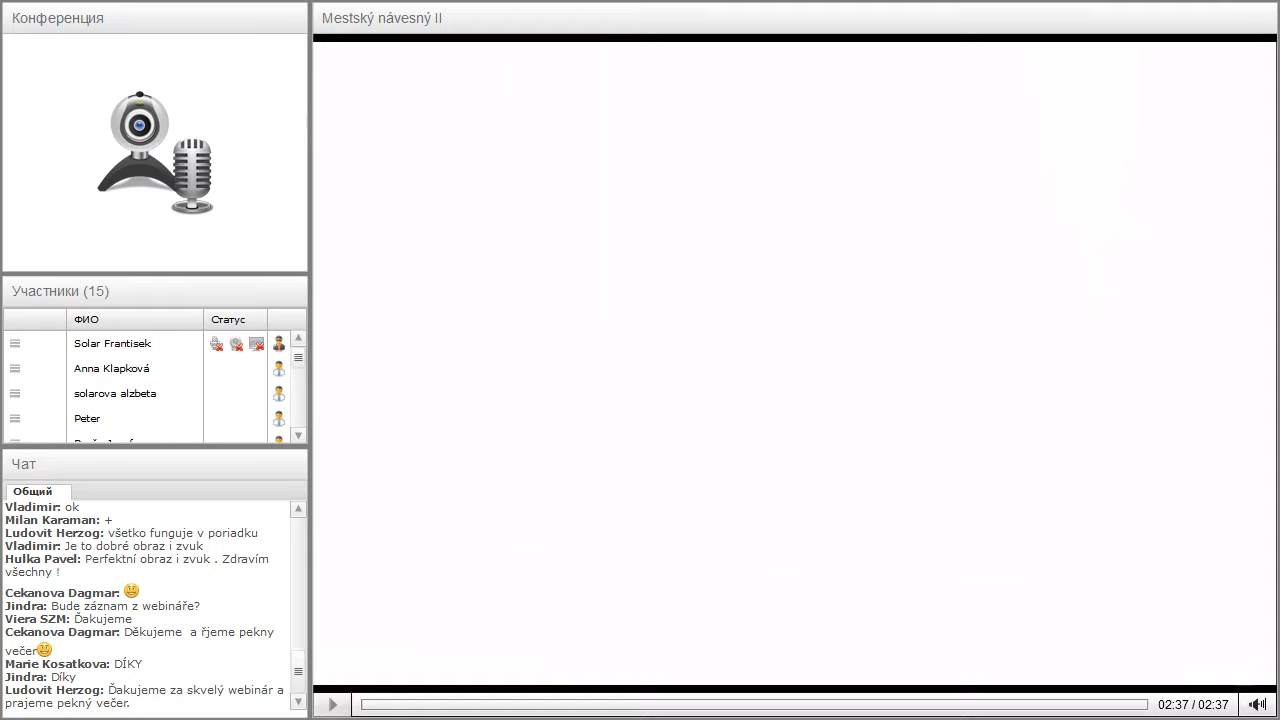 Конференция
Mestský návesný II
Участники (15)
ФИО Статус
Solar Frantisek
Anna Klapková
solarova alzbeta
Peter
Чат
Общий
Vladimir: ok
Milan Karaman: +
Ludovit Herzog: všetko funguje v poriadku
Vladimir: Je to dobré obraz i zvuk
Hulka Pavel: Perfektní obraz i zvuk . Zdravím
všechny !
Cekanova Dagmar:
Jindra: Bude záznam z webináře?
Viera SZM: Ďakujeme
Cekanova Dagmar: Děkujeme a řjeme pekny
večer
Marie Kosatkova: DÍKY
Jindra: Díky
Ludovit Herzog: Ďakujeme za skvelý webinár a
prajeme pekný večer.
02:37 / 02:37